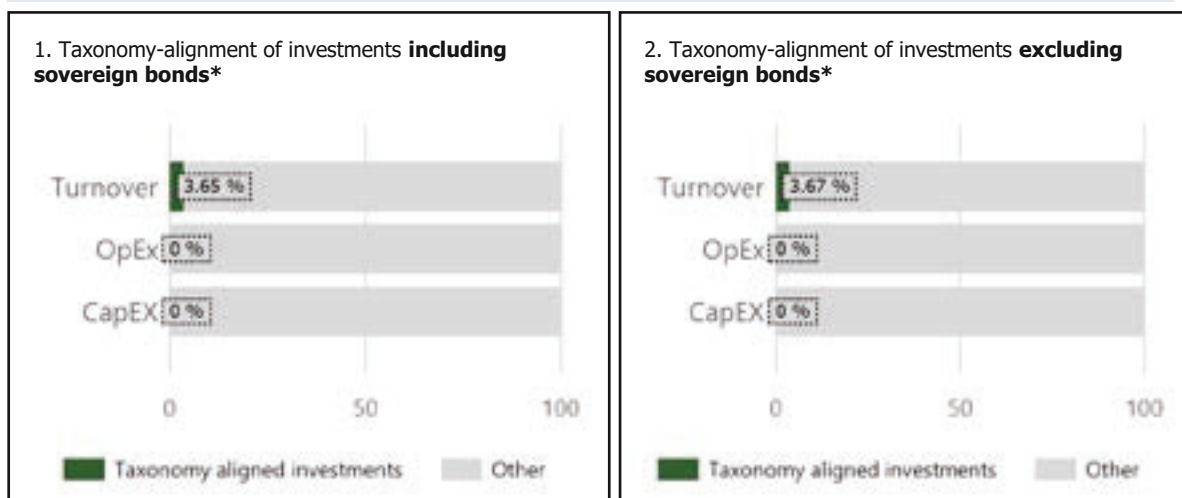 1. Taxonomy-alignment of investments including
sovereign bonds*
Turnover 3.65 %
OpEx 0 %
CapEX 0 %
0 50 100
Taxonomy aligned investments Other
2. Taxonomy-alignment of investments excluding
sovereign bonds*
Turnover 3.67 %
OpEx 0 %
CapEX 0 %
0 50 100
Taxonomy aligned investments Other